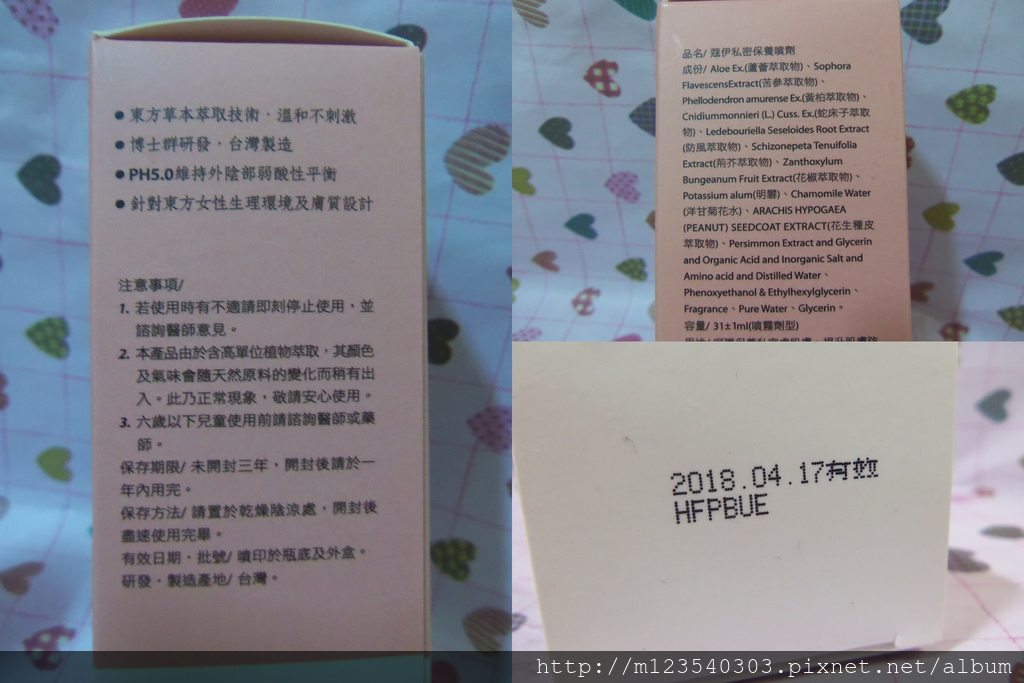 ● 東方草本萃取技術．溫和不刺激
● 博士群研發，台灣製造
● PH5.0維持外陰部弱酸性平衡
● 針對東方女性生理環境及膚質設計
注意事項/
1. 若使用時有不適請即刻停止使用，並
諮詢醫師意見。
2. 本產品由於含高單位植物萃取，其顏色
及氣味會隨天然原料的變化而稍有出
入。此乃正常現象，敬請安心使用。
3. 六歲以下兒童使用前請諮詢醫師或藥
師。
保存期限/ 未開封三年，開封後請於一
年內用完。
保存方法/ 請置於乾燥陰涼處，開封後
盡速使用完畢。
有效日期．批號/ 噴印於瓶底及外盒。
研發．製造產地/ 台灣。
品名/ 蔻伊私密保養噴劑
成份/ Aloe Ex.(蘆薈萃取物)、Sophora
FlavescensExtract(苦參萃取物)、
Phellodendron amurense Ex.(黃柏萃取物)、
Cnidiummonnieri (L.) Cuss. Ex.(蛇床子萃取
物)、Ledebouriella Seseloides Root Extract
(防風萃取物)、Schizonepeta Tenuifolia
Extract(荊芥萃取物)、Zanthoxylum
Bungeanum Fruit Extract(花椒萃取物)、
Potassium alum(明礬)、Chamomile Water
(洋甘菊花水)、ARACHIS HYPOGAEA
(PEANUT) SEEDCOAT EXTRACT(花生種皮
萃取物)、Persimmon Extract and Glycerin
and Organic Acid and Inorganic Salt and
Amino acid and Distilled Water、
Phenoxyethanol & Ethylhexylglycerin、
Fragrance、Pure Water、Glycerin。
容量/ 31±1ml(噴霧劑型)
2018.04.17有效
HFPBUE
http://m123540303.pixnet.net/album